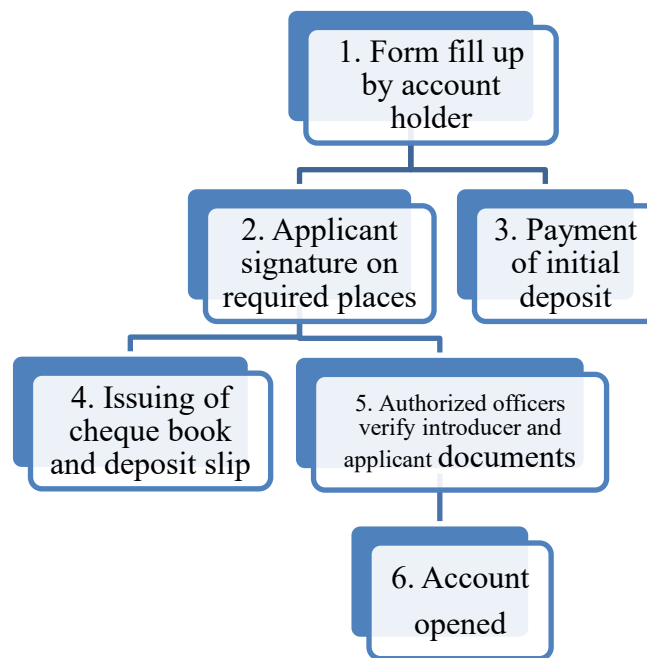 1. Form fill up
by account
holder
2. Applicant
signature on
required places
3. Payment
of initial
deposit
4. Issuing of
cheque book
and deposit slip
5. Authorized officers
verify introducer and
applicant documents
6. Account
opened